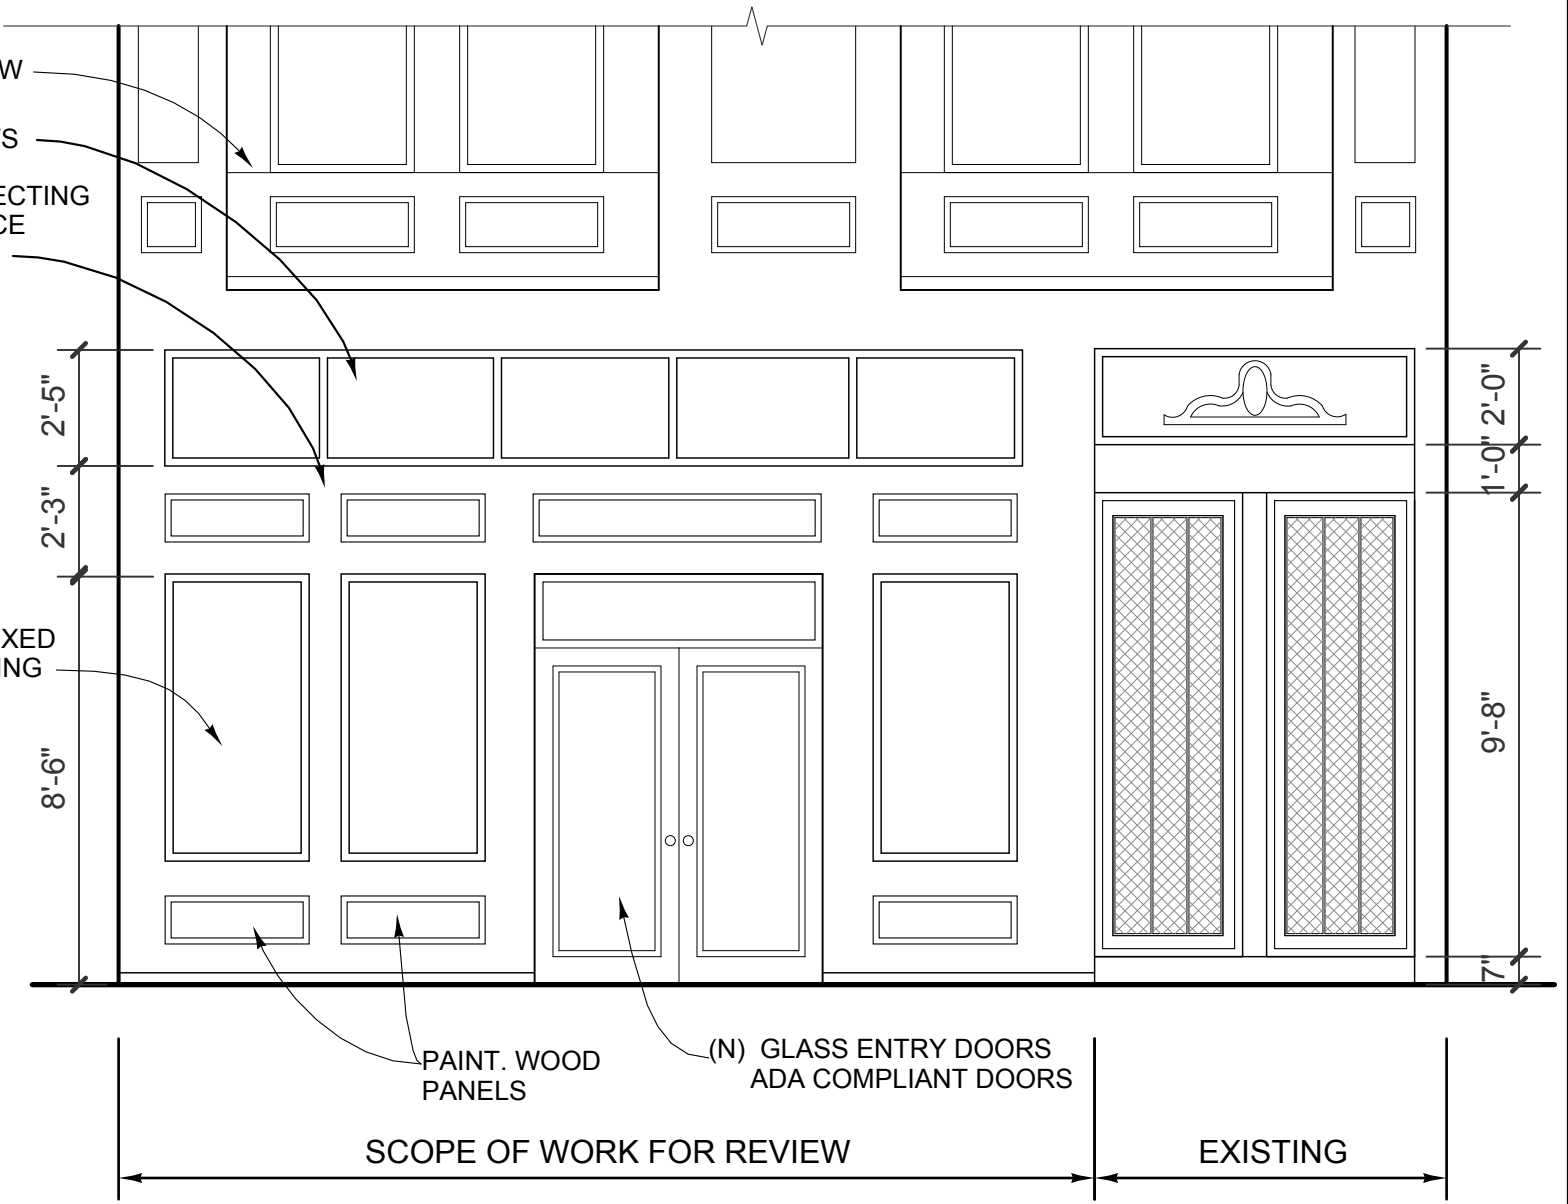 W
S
ECTING
CE
2'-5"
2'-3"
8'-6"
XED
ING
2'-0"
1'-0"
9'-8"
7"
PAINT. WOOD
PANELS
(N) GLASS ENTRY DOORS
ADA COMPLIANT DOORS
SCOPE OF WORK FOR REVIEW
EXISTING